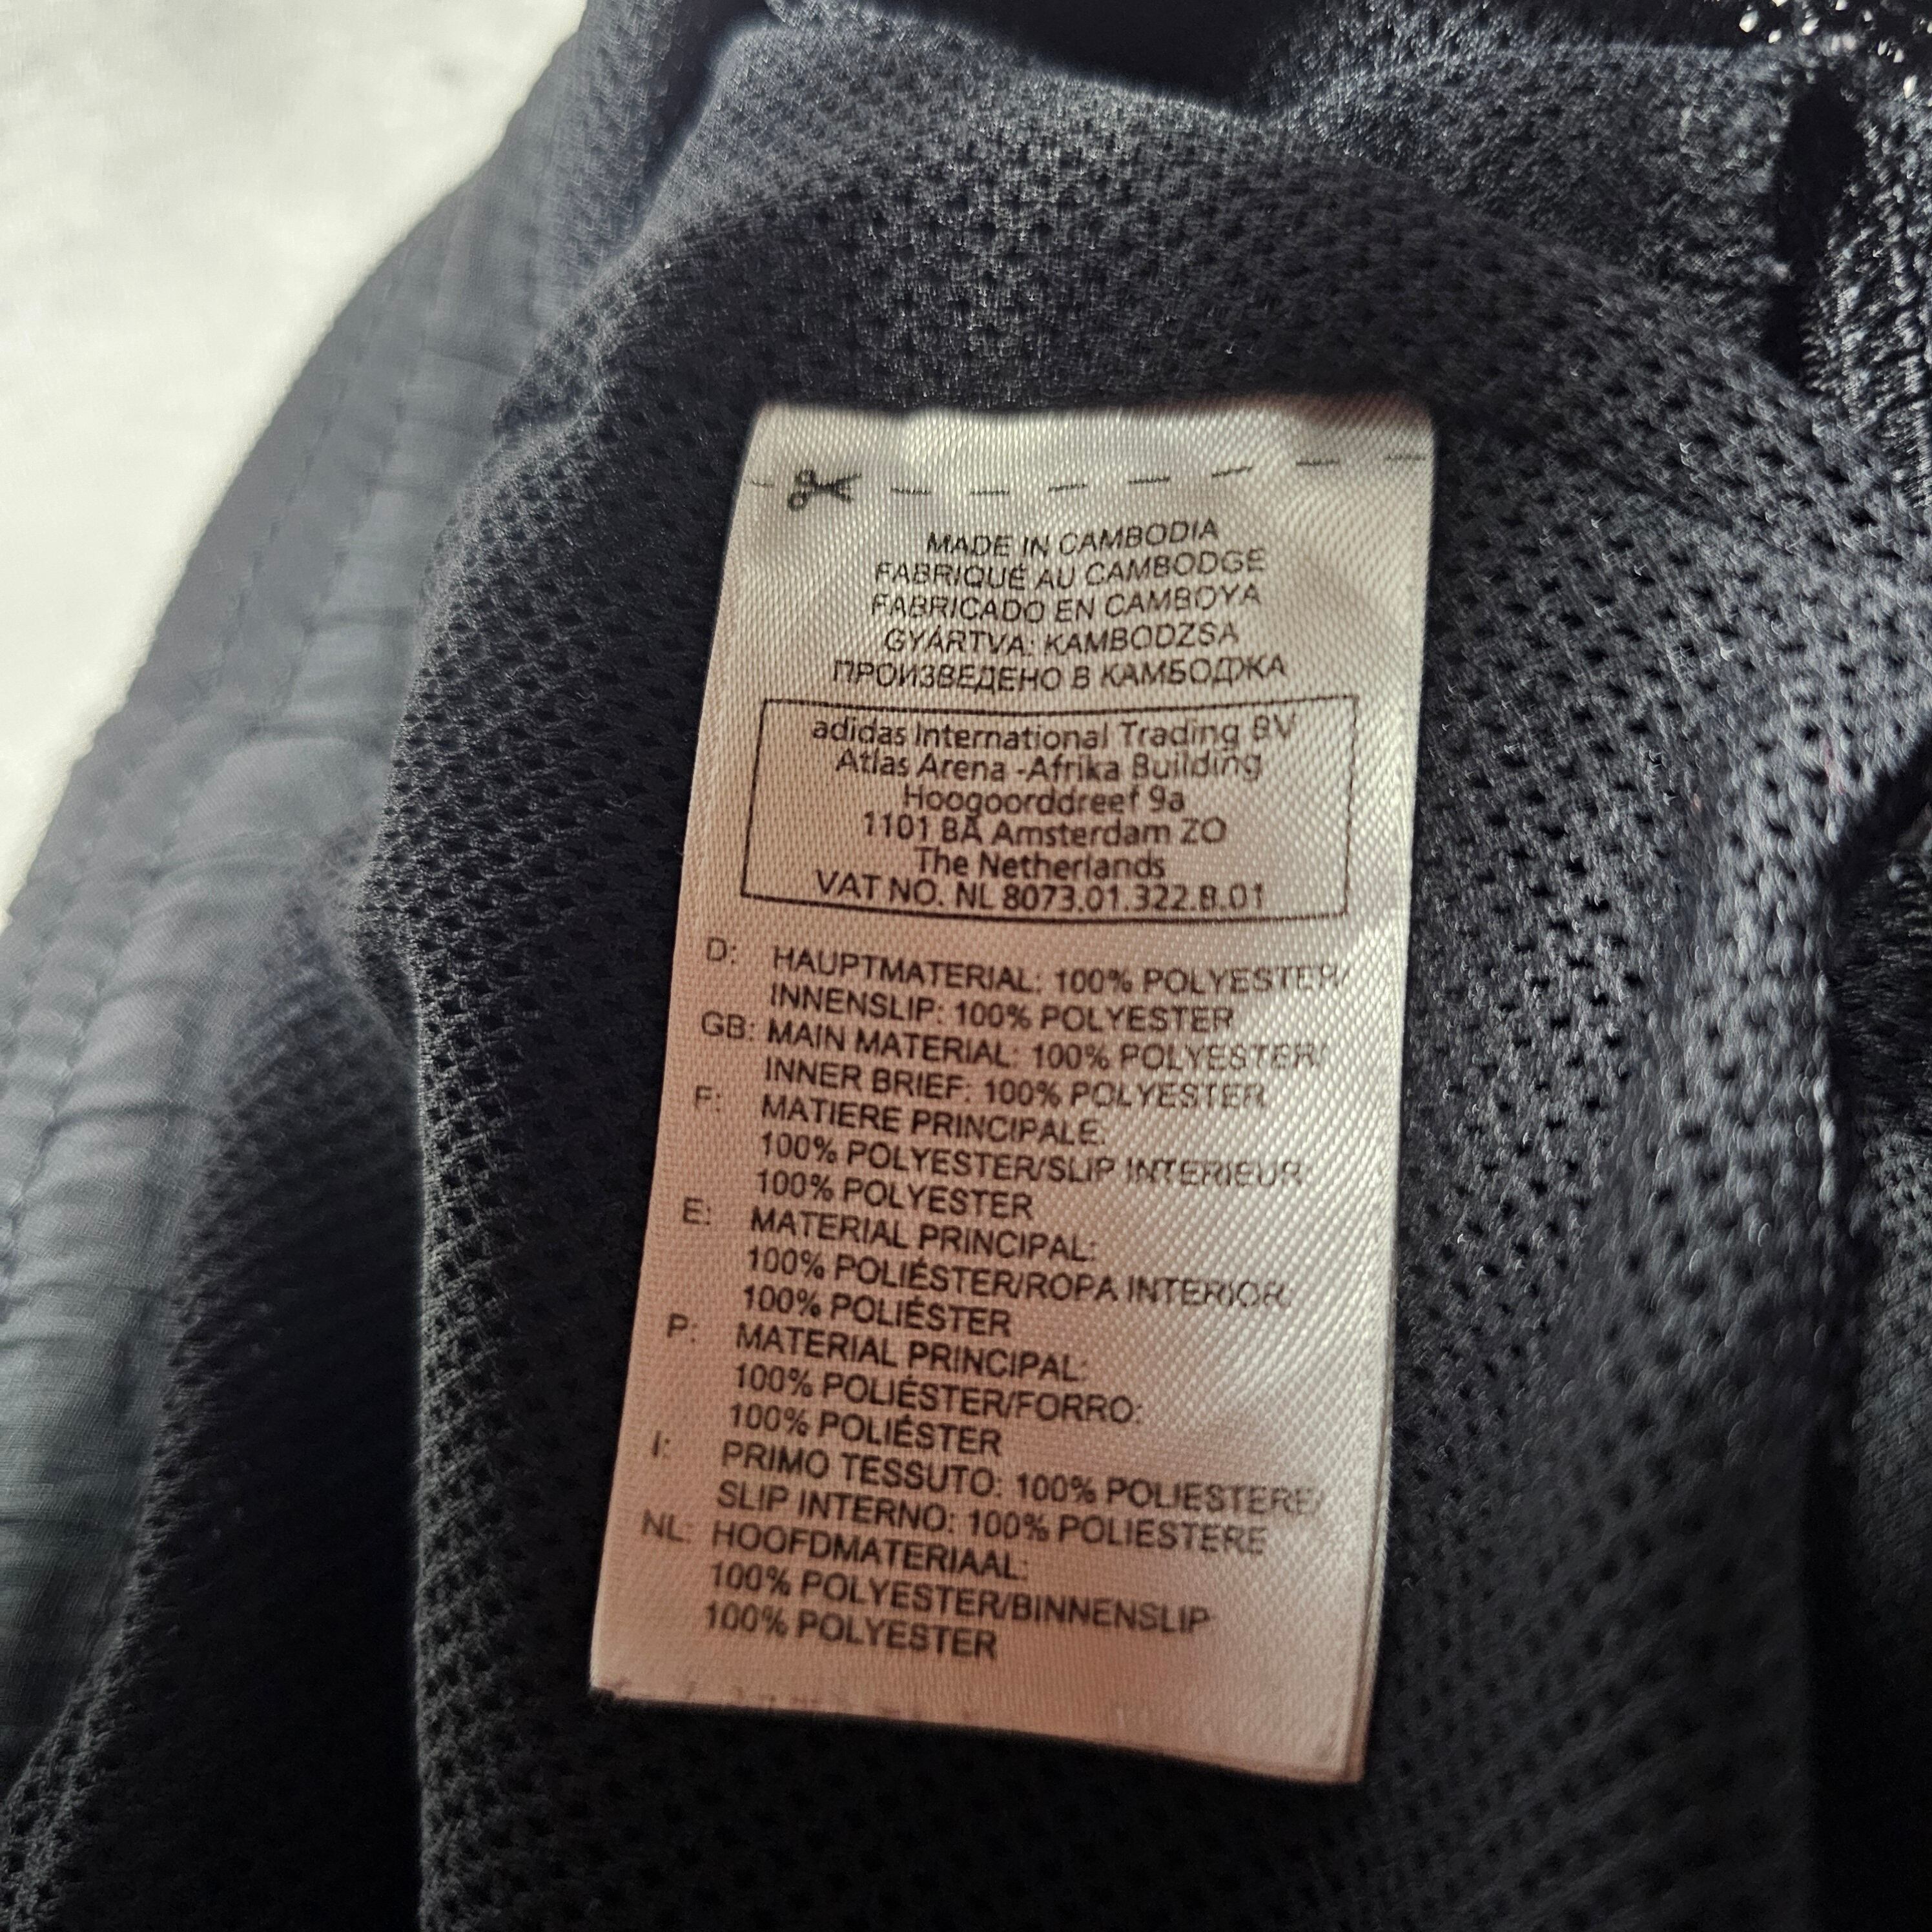 MADE IN CAMBODIA
FABRIQUÉ AU CAMBODGE
FABRICADO EN CAMBOYA
GYÁRTVA: KAMBODZSA
ПРОИЗВЕДЕНО В КАМБОДЖА
adidas International Trading BV
Atlas Arena -Afrika Building
Hoogoorddreef 9a
1101 BA Amsterdam ZO
The Netherlands
VAT NO. NL 8073.01.322.B.01
D: HAUPTMATERIAL: 100% POLYESTER/
INNENSLIP: 100% POLYESTER
GB: MAIN MATERIAL: 100% POLYESTER/
INNER BRIEF: 100% POLYESTER
F: MATIERE PRINCIPALE:
100% POLYESTER/SLIP INTERIEUR:
100% POLYESTER
E: MATERIAL PRINCIPAL:
100% POLIÉSTER/ROPA INTERIOR:
100% POLIÉSTER
P: MATERIAL PRINCIPAL:
100% POLIÉSTER/FORRO:
100% POLIÉSTER
I: PRIMO TESSUTO: 100% POLIESTERE/
SLIP INTERNO: 100% POLIESTERE
NL: HOOFDMATERIAAL:
100% POLYESTER/BINNENSLIP
100% POLYESTER